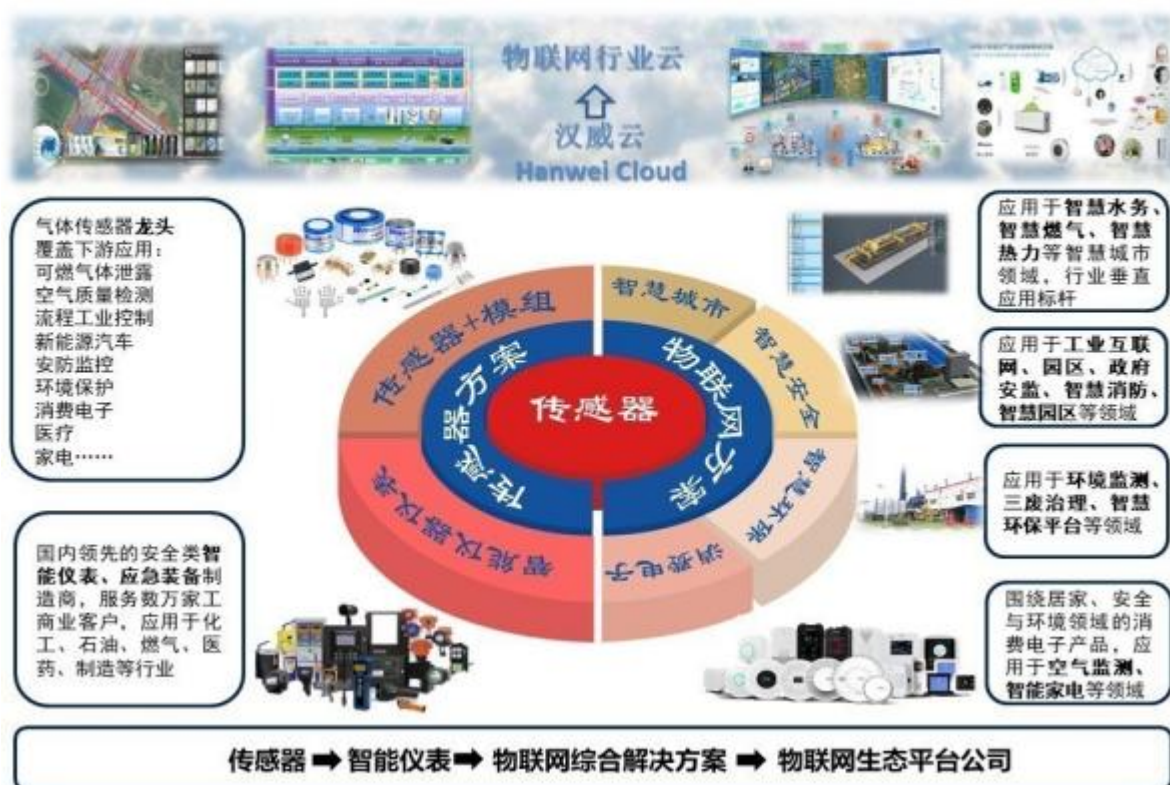 物联网行业云
汉威云
Hanwei Cloud
气体传感器龙头
覆盖下游应用：
可燃气体泄露
空气质量检测
流程工业控制
新能源汽车
安防监控
环境保护
消费电子
医疗
家电……
国内领先的安全类智
能仪表、应急装备制
造商，服务数万家工
商业客户，应用于化
工、石油、燃气、医
药、制造等行业
传感器+模组
智能仪器仪表
传感器方案
传感器
物联网方案
智慧城市
智慧安全
智慧环保
消费电子
应用于智慧水务、
智慧燃气、智慧
热力等智慧城市
领域，行业垂直
应用标杆
应用于工业互联
网、园区、政府
安监、智慧消防、
智慧园区等领域
应用于环境监测、
三废治理、智慧
环保平台等领域
围绕居家、安全
与环境领域的消
费电子产品，应
用于空气监测、
智能家电等领域
传感器➡智能仪表➡物联网综合解决方案➡物联网生态平台公司